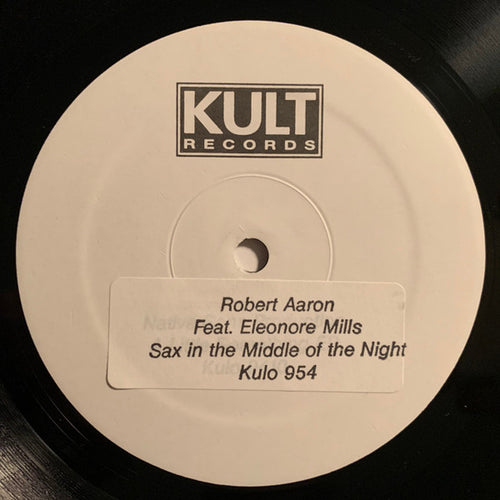 KULT
RECORDS
Robert Aaron
Feat. Eleonore Mills
Sax in the Middle of the Night
Kulo 954